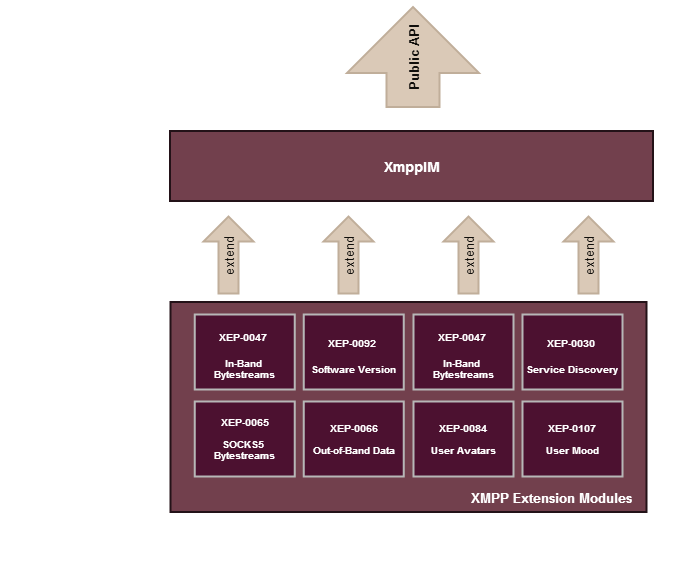 Public API
XmppIM
extend
extend
extend
extend
XEP-0047
In-Band
Bytestreams
XEP-0092
Software Version
XEP-0047
In-Band
Bytestreams
XEP-0030
Service Discovery
XEP-0065
SOCKS5
Bytestreams
XEP-0066
Out-of-Band Data
XEP-0084
User Avatars
XEP-0107
User Mood
XMPP Extension Modules